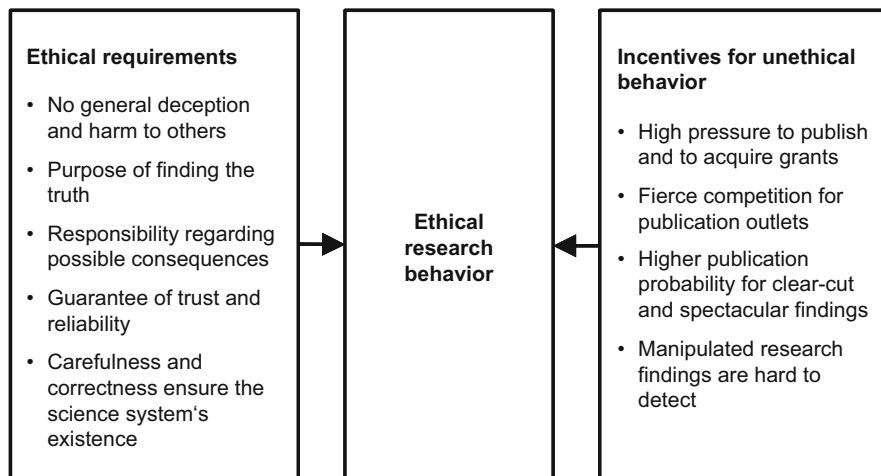 Ethical requirements
• No general deception
and harm to others
• Purpose of finding the
truth
• Responsibility regarding
possible consequences
• Guarantee of trust and
reliability
• Carefulness and
correctness ensure the
science system‘s
existence
Ethical
research
behavior
Incentives for unethical
behavior
• High pressure to publish
and to acquire grants
• Fierce competition for
publication outlets
• Higher publication
probability for clear-cut
and spectacular findings
• Manipulated research
findings are hard to
detect